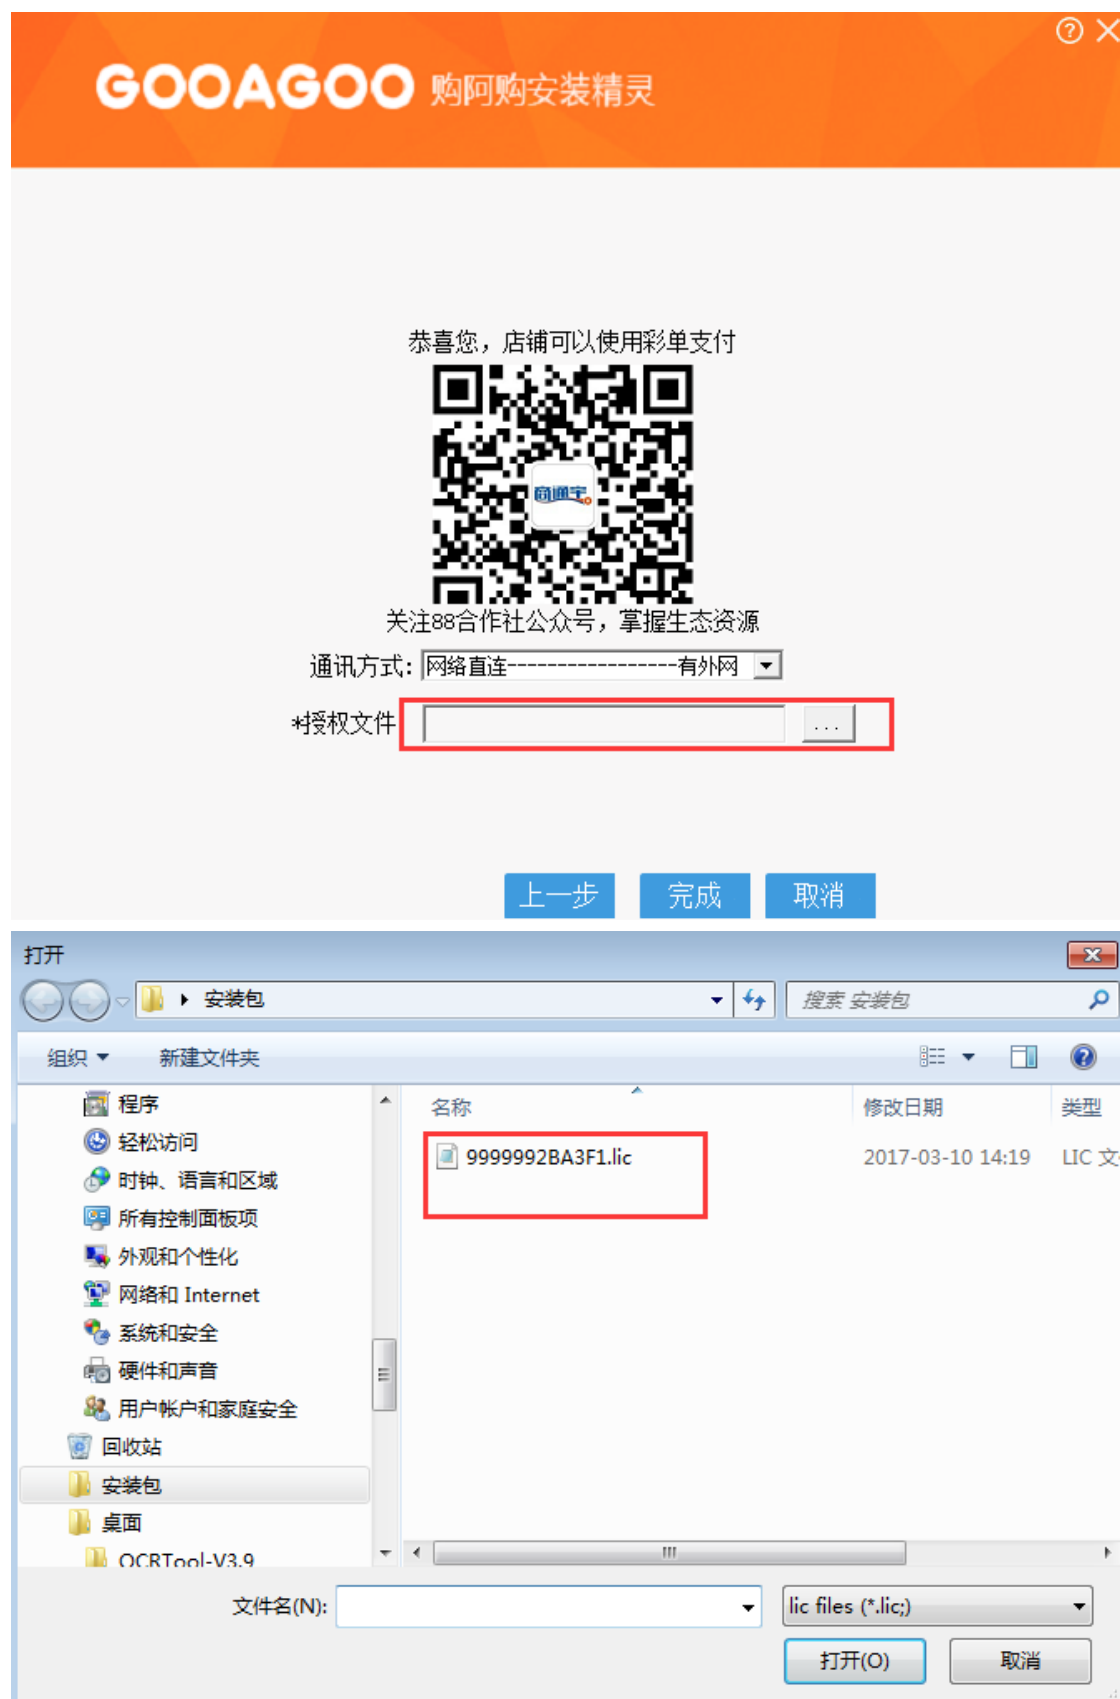 GOOAGOO 购阿购安装精灵
恭喜您，店铺可以使用彩单支付
商通宝
关注88合作社公众号，掌握生态资源
通讯方式: 网络直连-----------------有外网
*授权文件 ...
上一步 完成 取消
打开
安装包 搜索 安装包
组织 新建文件夹
程序 名称 修改日期 类型
轻松访问 9999992BA3F1.lic 2017-03-10 14:19 LIC 文
时钟、语言和区域
所有控制面板项
外观和个性化
网络和 Internet
系统和安全
硬件和声音
用户帐户和家庭安全
回收站
安装包
桌面
OCRTool-V3.9
文件名(N): lic files (*.lic;)
打开(O) 取消